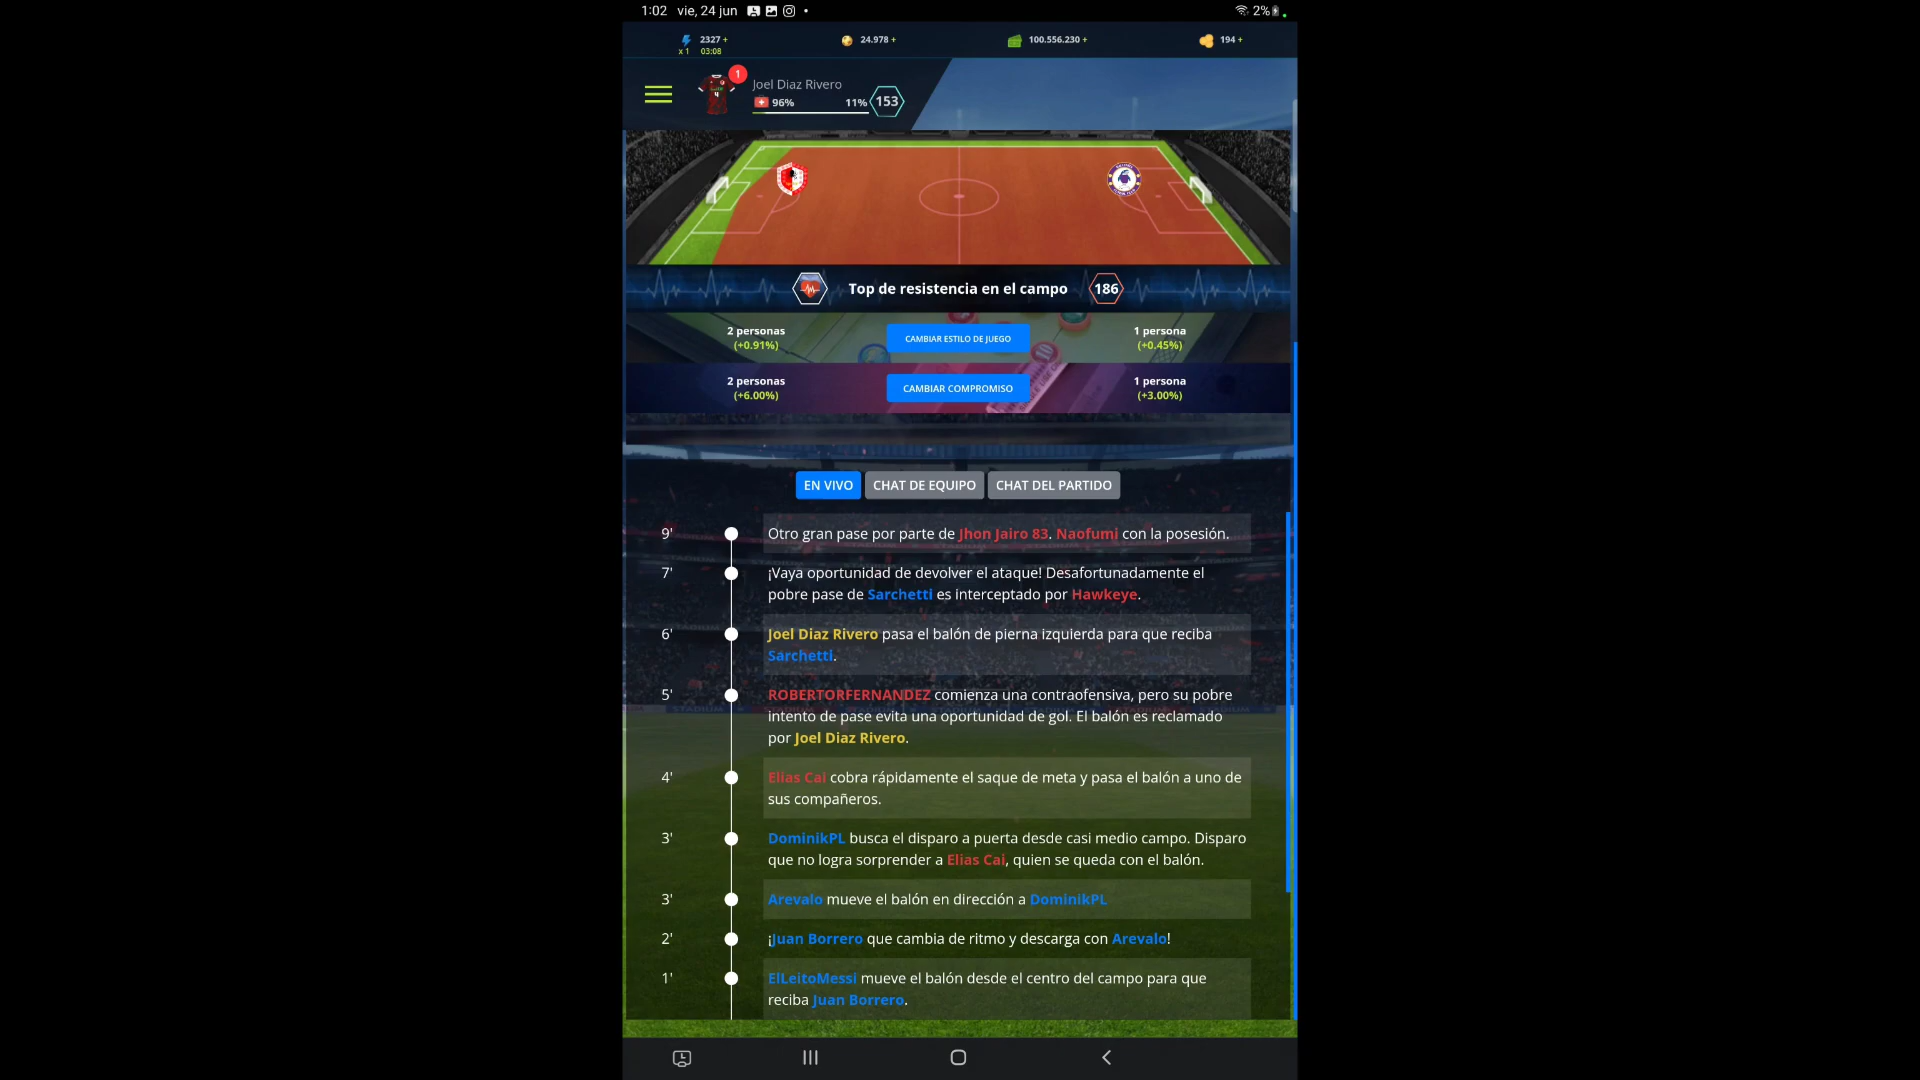 1:02 vie, 24 jun
2%
2327 +
x 1 03:08
24.978 +
100.556.230 +
194 +
1
4
Joel Diaz Rivero
96% 11% 153
Top de resistencia en el campo 186
2 personas
(+0.91%)
CAMBIAR ESTILO DE JUEGO
1 persona
(+0.45%)
2 personas
(+6.00%)
CAMBIAR COMPROMISO
1 persona
(+3.00%)
EN VIVO CHAT DE EQUIPO CHAT DEL PARTIDO
9' Otro gran pase por parte de Jhon Jairo 83. Naofumi con la posesión.
7' ¡Vaya oportunidad de devolver el ataque! Desafortunadamente el
pobre pase de Sarchetti es interceptado por Hawkeye.
6' Joel Diaz Rivero pasa el balón de pierna izquierda para que reciba
Sarchetti.
5' ROBERTORFERNANDEZ comienza una contraofensiva, pero su pobre
intento de pase evita una oportunidad de gol. El balón es reclamado
por Joel Diaz Rivero.
4' Elias Cai cobra rápidamente el saque de meta y pasa el balón a uno de
sus compañeros.
3' DominikPL busca el disparo a puerta desde casi medio campo. Disparo
que no logra sorprender a Elias Cai, quien se queda con el balón.
3' Arevalo mueve el balón en dirección a DominikPL
2' ¡Juan Borrero que cambia de ritmo y descarga con Arevalo!
1' ElLeitoMessi mueve el balón desde el centro del campo para que
reciba Juan Borrero.